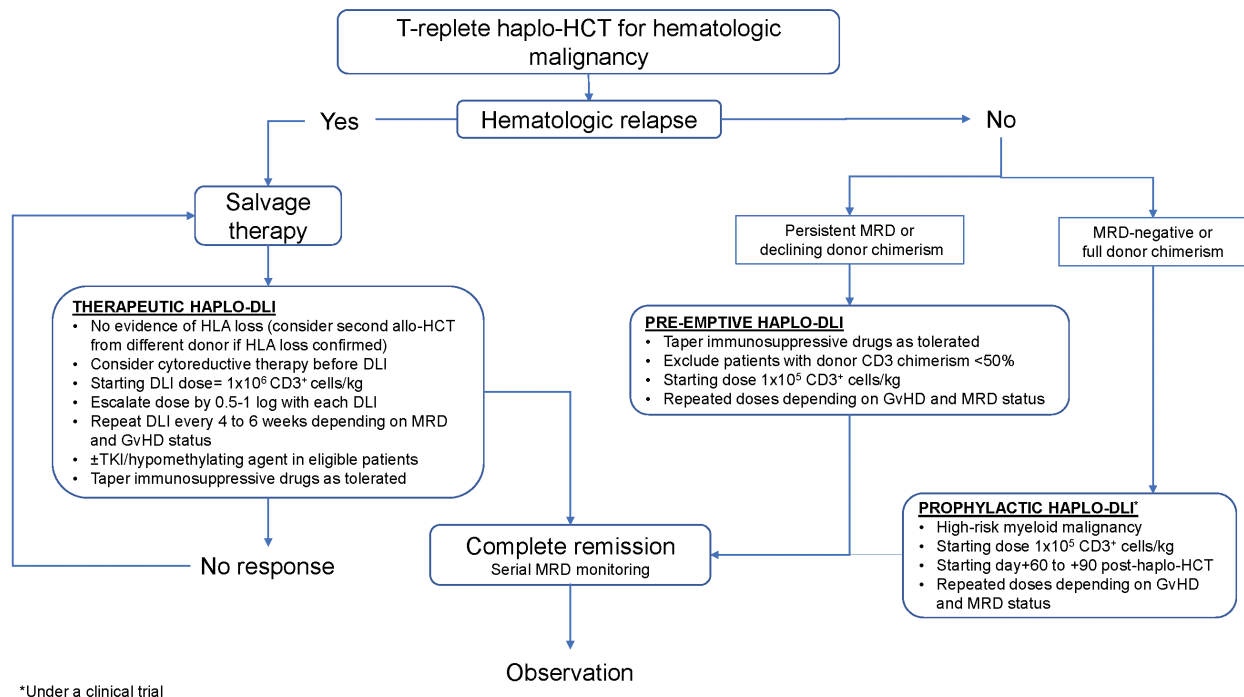 T-replete haplo-HCT for hematologic
malignancy
Hematologic relapse
Yes
No
Salvage
therapy
Persistent MRD or
declining donor chimerism
MRD-negative or
full donor chimerism
THERAPEUTIC HAPLO-DLI
• No evidence of HLA loss (consider second allo-HCT
from different donor if HLA loss confirmed)
• Consider cytoreductive therapy before DLI
• Starting DLI dose= 1x10⁶ CD3⁺ cells/kg
• Escalate dose by 0.5-1 log with each DLI
• Repeat DLI every 4 to 6 weeks depending on MRD
and GvHD status
• ±TKI/hypomethylating agent in eligible patients
• Taper immunosuppressive drugs as tolerated
PRE-EMPTIVE HAPLO-DLI
• Taper immunosuppressive drugs as tolerated
• Exclude patients with donor CD3 chimerism <50%
• Starting dose 1x10⁵ CD3⁺ cells/kg
• Repeated doses depending on GvHD and MRD status
PROPHYLACTIC HAPLO-DLI*
• High-risk myeloid malignancy
• Starting dose 1x10⁵ CD3⁺ cells/kg
• Starting day+60 to +90 post-haplo-HCT
• Repeated doses depending on GvHD
and MRD status
No response
Complete remission
Serial MRD monitoring
Observation
*Under a clinical trial